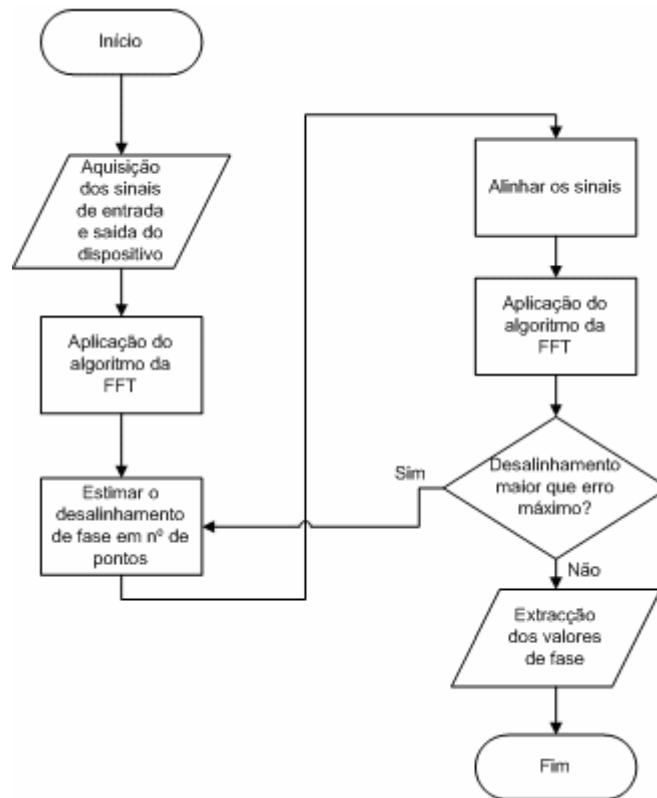 Início
Aquisição
dos sinais
de entrada
e saída do
dispositivo
Aplicação do
algoritmo da
FFT
Estimar o
desalinhamento
de fase em nº de
pontos
Alinhar os sinais
Aplicação do
algoritmo da
FFT
Desalinhamento
maior que erro
máximo?
Sim
Não
Extracção
dos valores
de fase
Fim